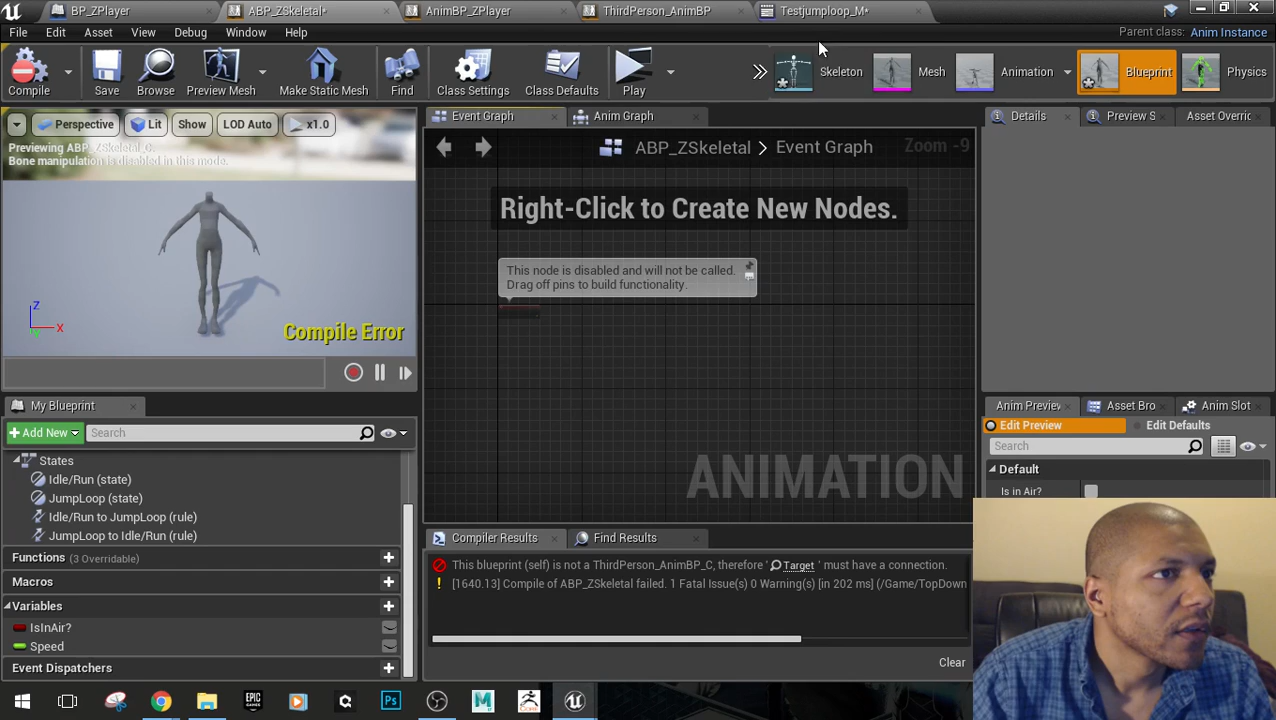 BP_ZPlayer
ABP_ZSkeletal*
AnimBP_ZPlayer
ThirdPerson_AnimBP
Testjumploop_M*
File Edit Asset View Debug Window Help
Parent class: Anim Instance
Compile Save Browse Preview Mesh Make Static Mesh Find Class Settings Class Defaults Play
Skeleton Mesh Animation Blueprint Physics
Event Graph Anim Graph
Details Preview S Asset Overric
Perspective Lit Show LOD Auto x1.0
Previewing ABP_ZSkeletal_C.
Bone manipulation is disabled in this mode.
ABP_ZSkeletal > Event Graph
Zoom -9
Right-Click to Create New Nodes.
This node is disabled and will not be called.
Drag off pins to build functionality.
Z
X
Compile Error
ANIMATION
My Blueprint
Add New Search
States
Idle/Run (state)
JumpLoop (state)
Idle/Run to JumpLoop (rule)
JumpLoop to Idle/Run (rule)
Functions (3 Overridable)
Macros
Variables
IsInAir?
Speed
Event Dispatchers
Anim Preview Asset Bro Anim Slot
Edit Preview Edit Defaults
Search
Default
Is in Air?
Compiler Results Find Results
This blueprint (self) is not a ThirdPerson_AnimBP_C, therefore ' Target ' must have a connection.
[1640.13] Compile of ABP_ZSkeletal failed. 1 Fatal Issue(s) 0 Warning(s) [in 202 ms] (/Game/TopDown
Clear
EPIC GAMES
M
Ps